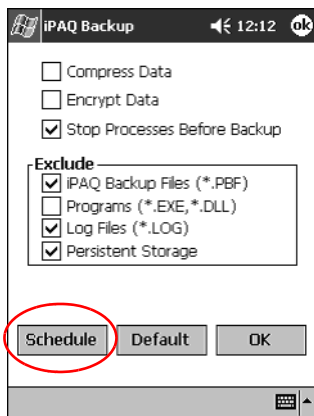 iPAQ Backup 12:12 ok
Compress Data
Encrypt Data
Stop Processes Before Backup
Exclude
iPAQ Backup Files (*.PBF)
Programs (*.EXE,*.DLL)
Log Files (*.LOG)
Persistent Storage
Schedule Default OK